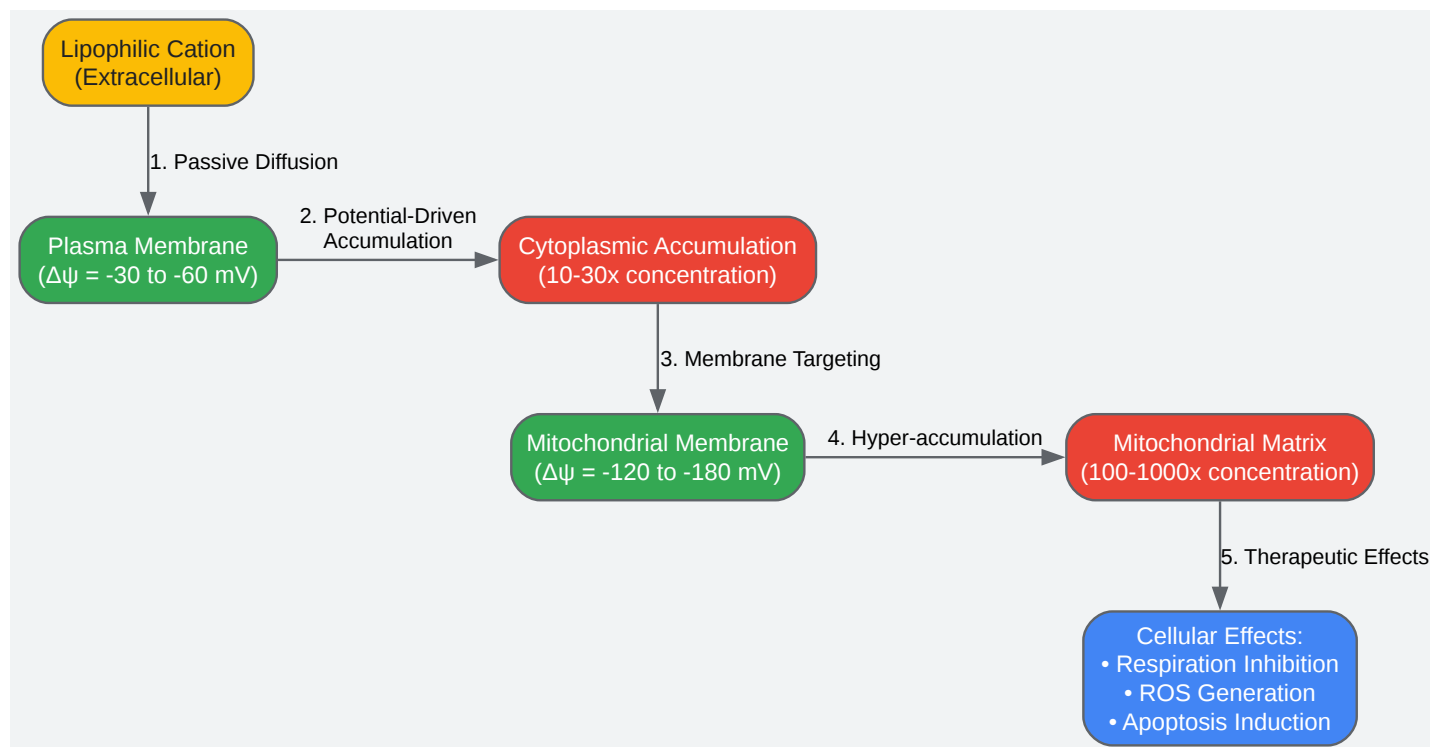 Lipophilic Cation
(Extracellular)
1. Passive Diffusion
Plasma Membrane
(Δψ = -30 to -60 mV)
2. Potential-Driven
Accumulation
Cytoplasmic Accumulation
(10-30x concentration)
3. Membrane Targeting
Mitochondrial Membrane
(Δψ = -120 to -180 mV)
4. Hyper-accumulation
Mitochondrial Matrix
(100-1000x concentration)
5. Therapeutic Effects
Cellular Effects:
• Respiration Inhibition
• ROS Generation
• Apoptosis Induction